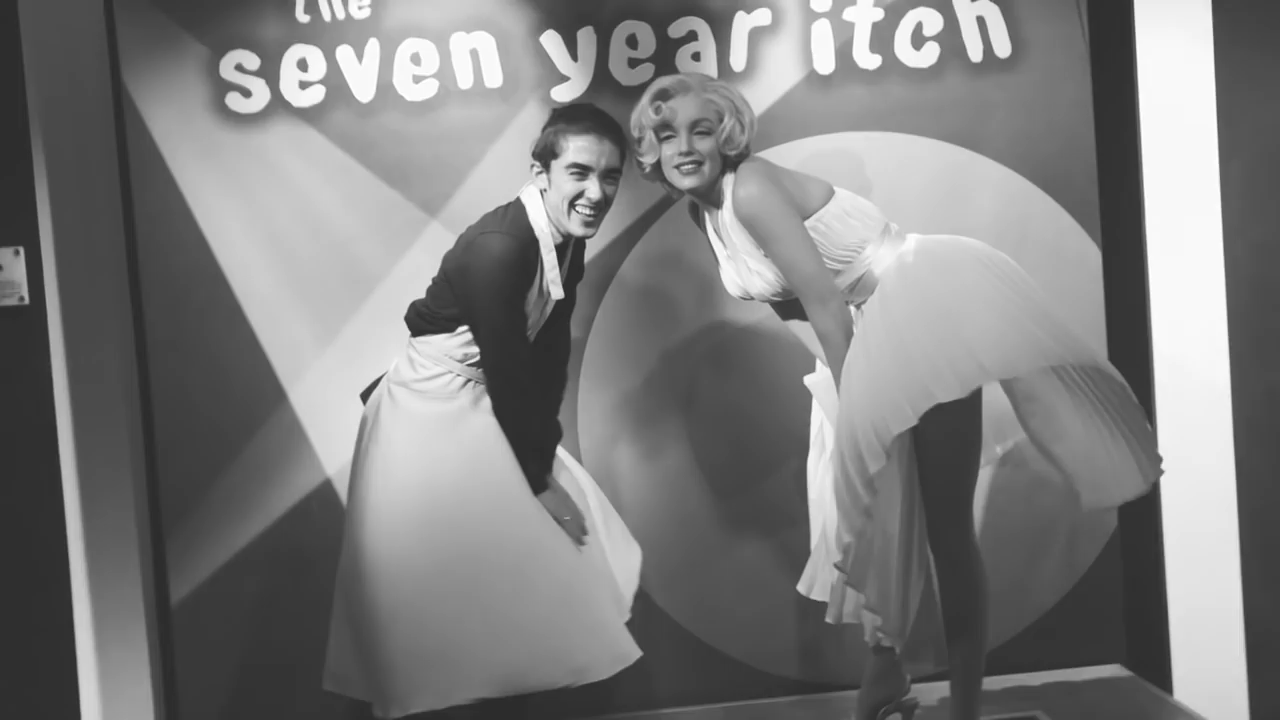 the
seven year itch